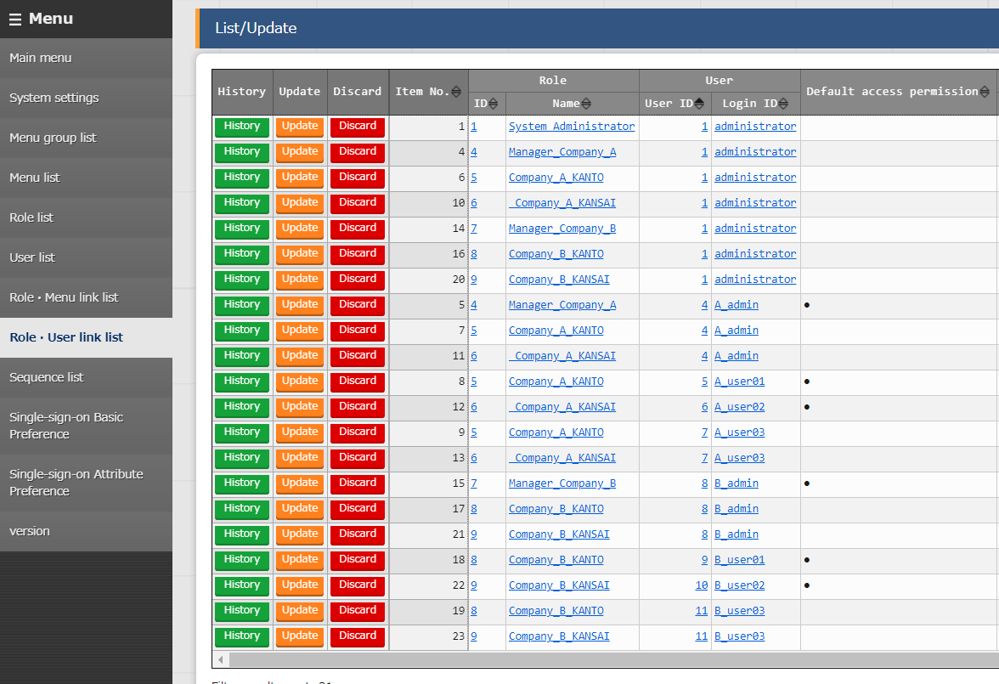 ☰ Menu
Main menu
System settings
Menu group list
Menu list
Role list
User list
Role・Menu link list
Role・User link list
Sequence list
Single-sign-on Basic
Preference
Single-sign-on Attribute
Preference
version
List/Update
History Update Discard Item No. Role User Default access permission
ID Name User ID Login ID
History Update Discard 1 1 System Administrator 1 administrator
History Update Discard 4 4 Manager_Company_A 1 administrator
History Update Discard 6 5 Company_A_KANTO 1 administrator
History Update Discard 10 6 _Company_A_KANSAI 1 administrator
History Update Discard 14 7 Manager_Company_B 1 administrator
History Update Discard 16 8 Company_B_KANTO 1 administrator
History Update Discard 20 9 Company_B_KANSAI 1 administrator
History Update Discard 5 4 Manager_Company_A 4 A_admin ●
History Update Discard 7 5 Company_A_KANTO 4 A_admin
History Update Discard 11 6 _Company_A_KANSAI 4 A_admin
History Update Discard 8 5 Company_A_KANTO 5 A_user01 ●
History Update Discard 12 6 _Company_A_KANSAI 6 A_user02 ●
History Update Discard 9 5 Company_A_KANTO 7 A_user03
History Update Discard 13 6 _Company_A_KANSAI 7 A_user03
History Update Discard 15 7 Manager_Company_B 8 B_admin ●
History Update Discard 17 8 Company_B_KANTO 8 B_admin
History Update Discard 21 9 Company_B_KANSAI 8 B_admin
History Update Discard 18 8 Company_B_KANTO 9 B_user01 ●
History Update Discard 22 9 Company_B_KANSAI 10 B_user02 ●
History Update Discard 19 8 Company_B_KANTO 11 B_user03
History Update Discard 23 9 Company_B_KANSAI 11 B_user03